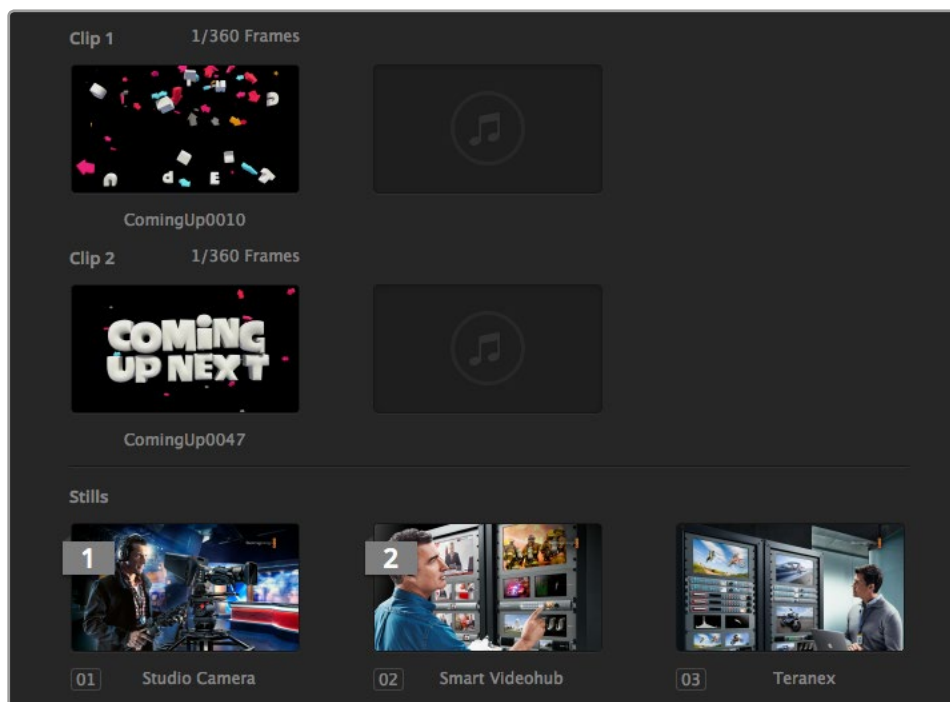 Clip 1 1/360 Frames
ComingUp0010
Clip 2 1/360 Frames
COMiNG
UP NEXT
ComingUp0047
Stills
1 2
01 Studio Camera 02 Smart Videohub 03 Teranex